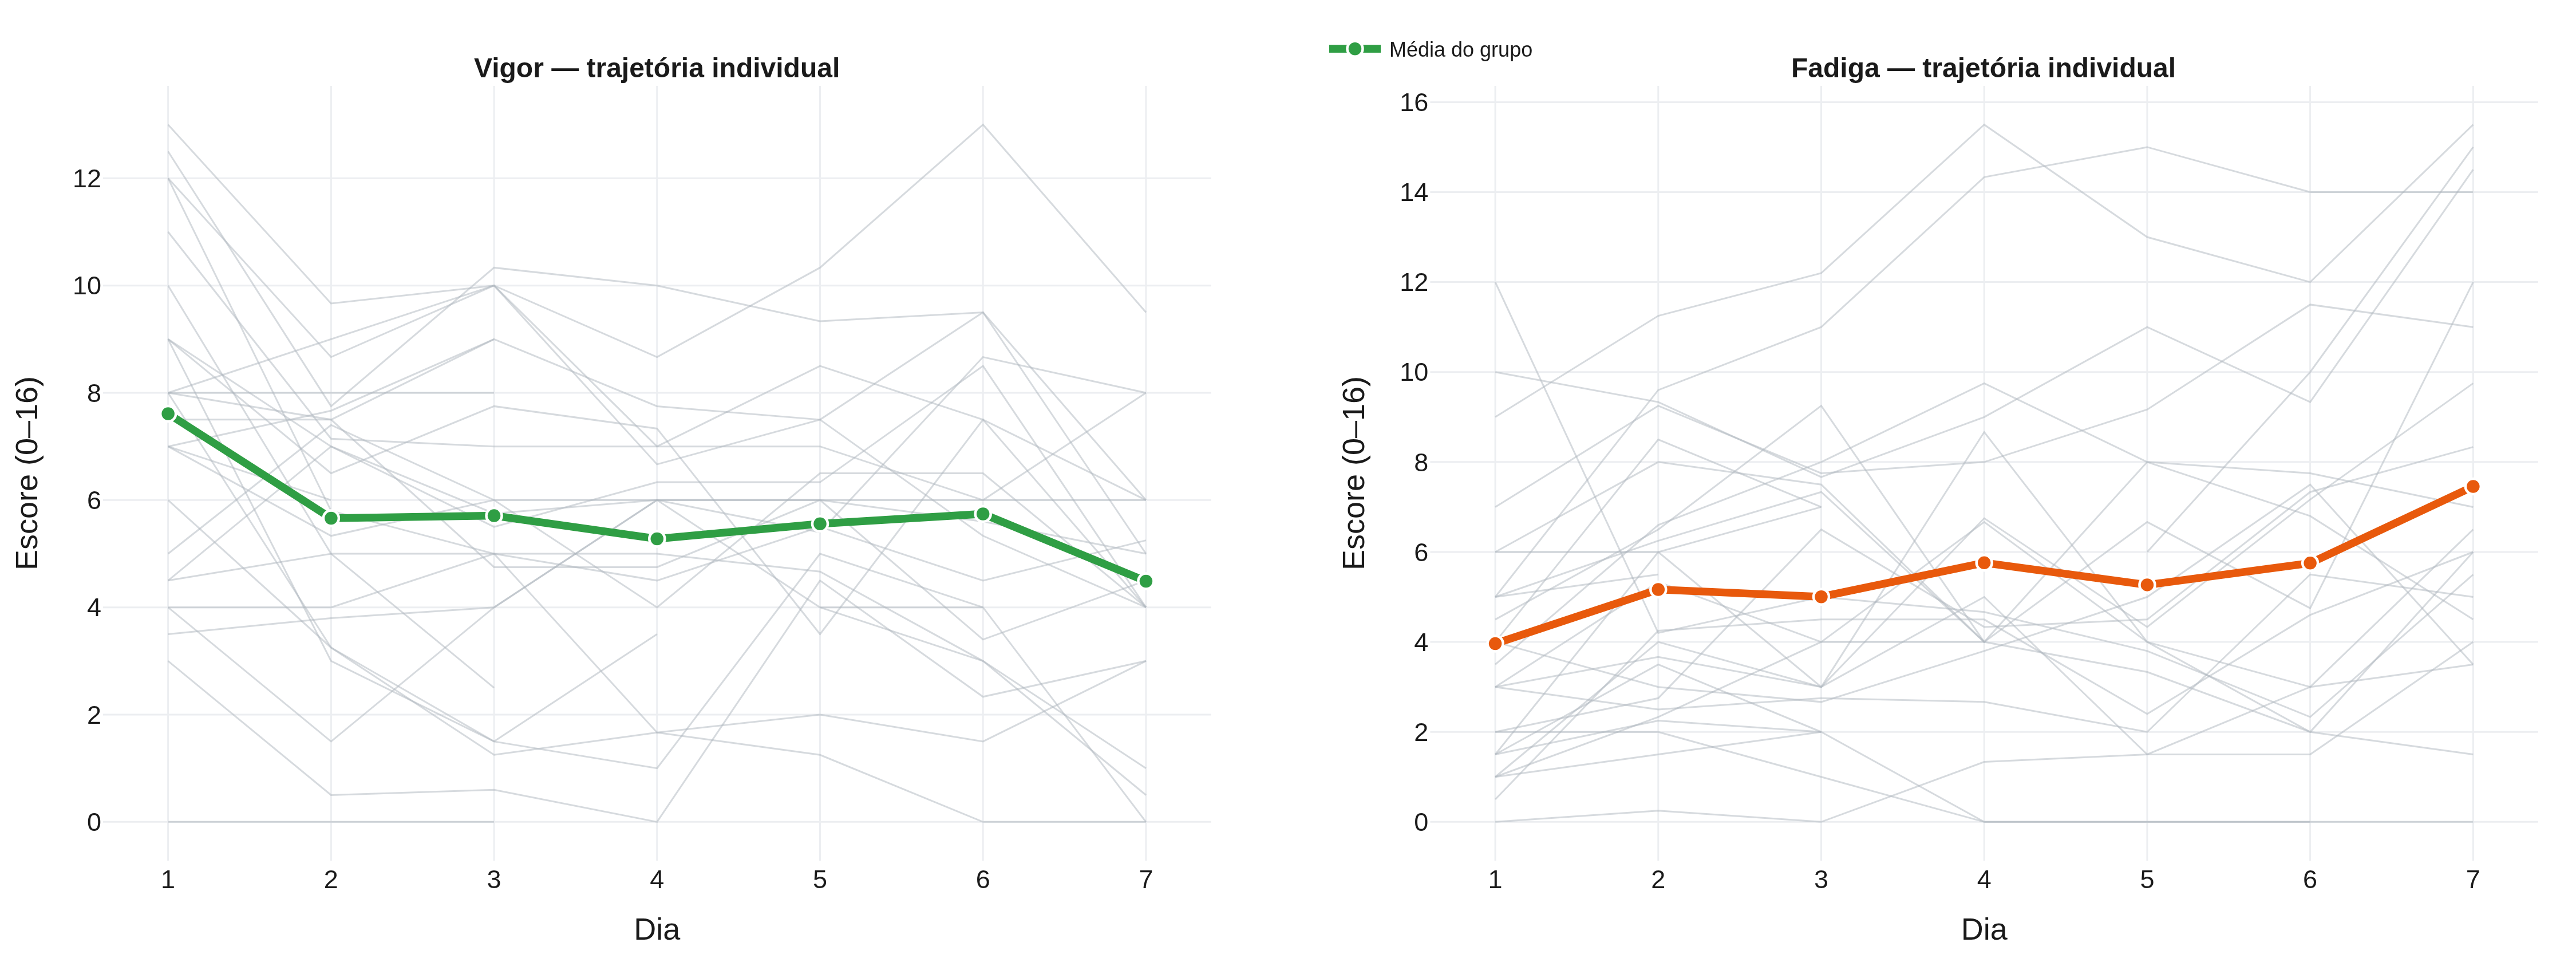 Vigor — trajetória individual
Escore (0–16)
12
10
8
6
4
2
0
1 2 3 4 5 6 7
Dia
Média do grupo
Fadiga — trajetória individual
Escore (0–16)
16
14
12
10
8
6
4
2
0
1 2 3 4 5 6 7
Dia